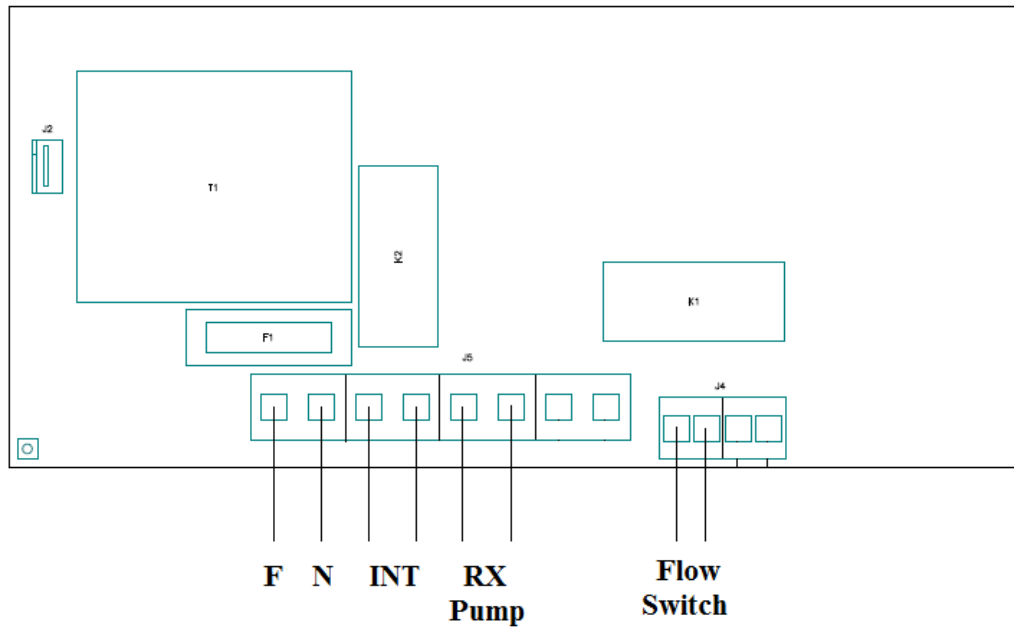 J2
T1
K2
K1
F1
J5
J4
F N INT RX Pump
Flow Switch